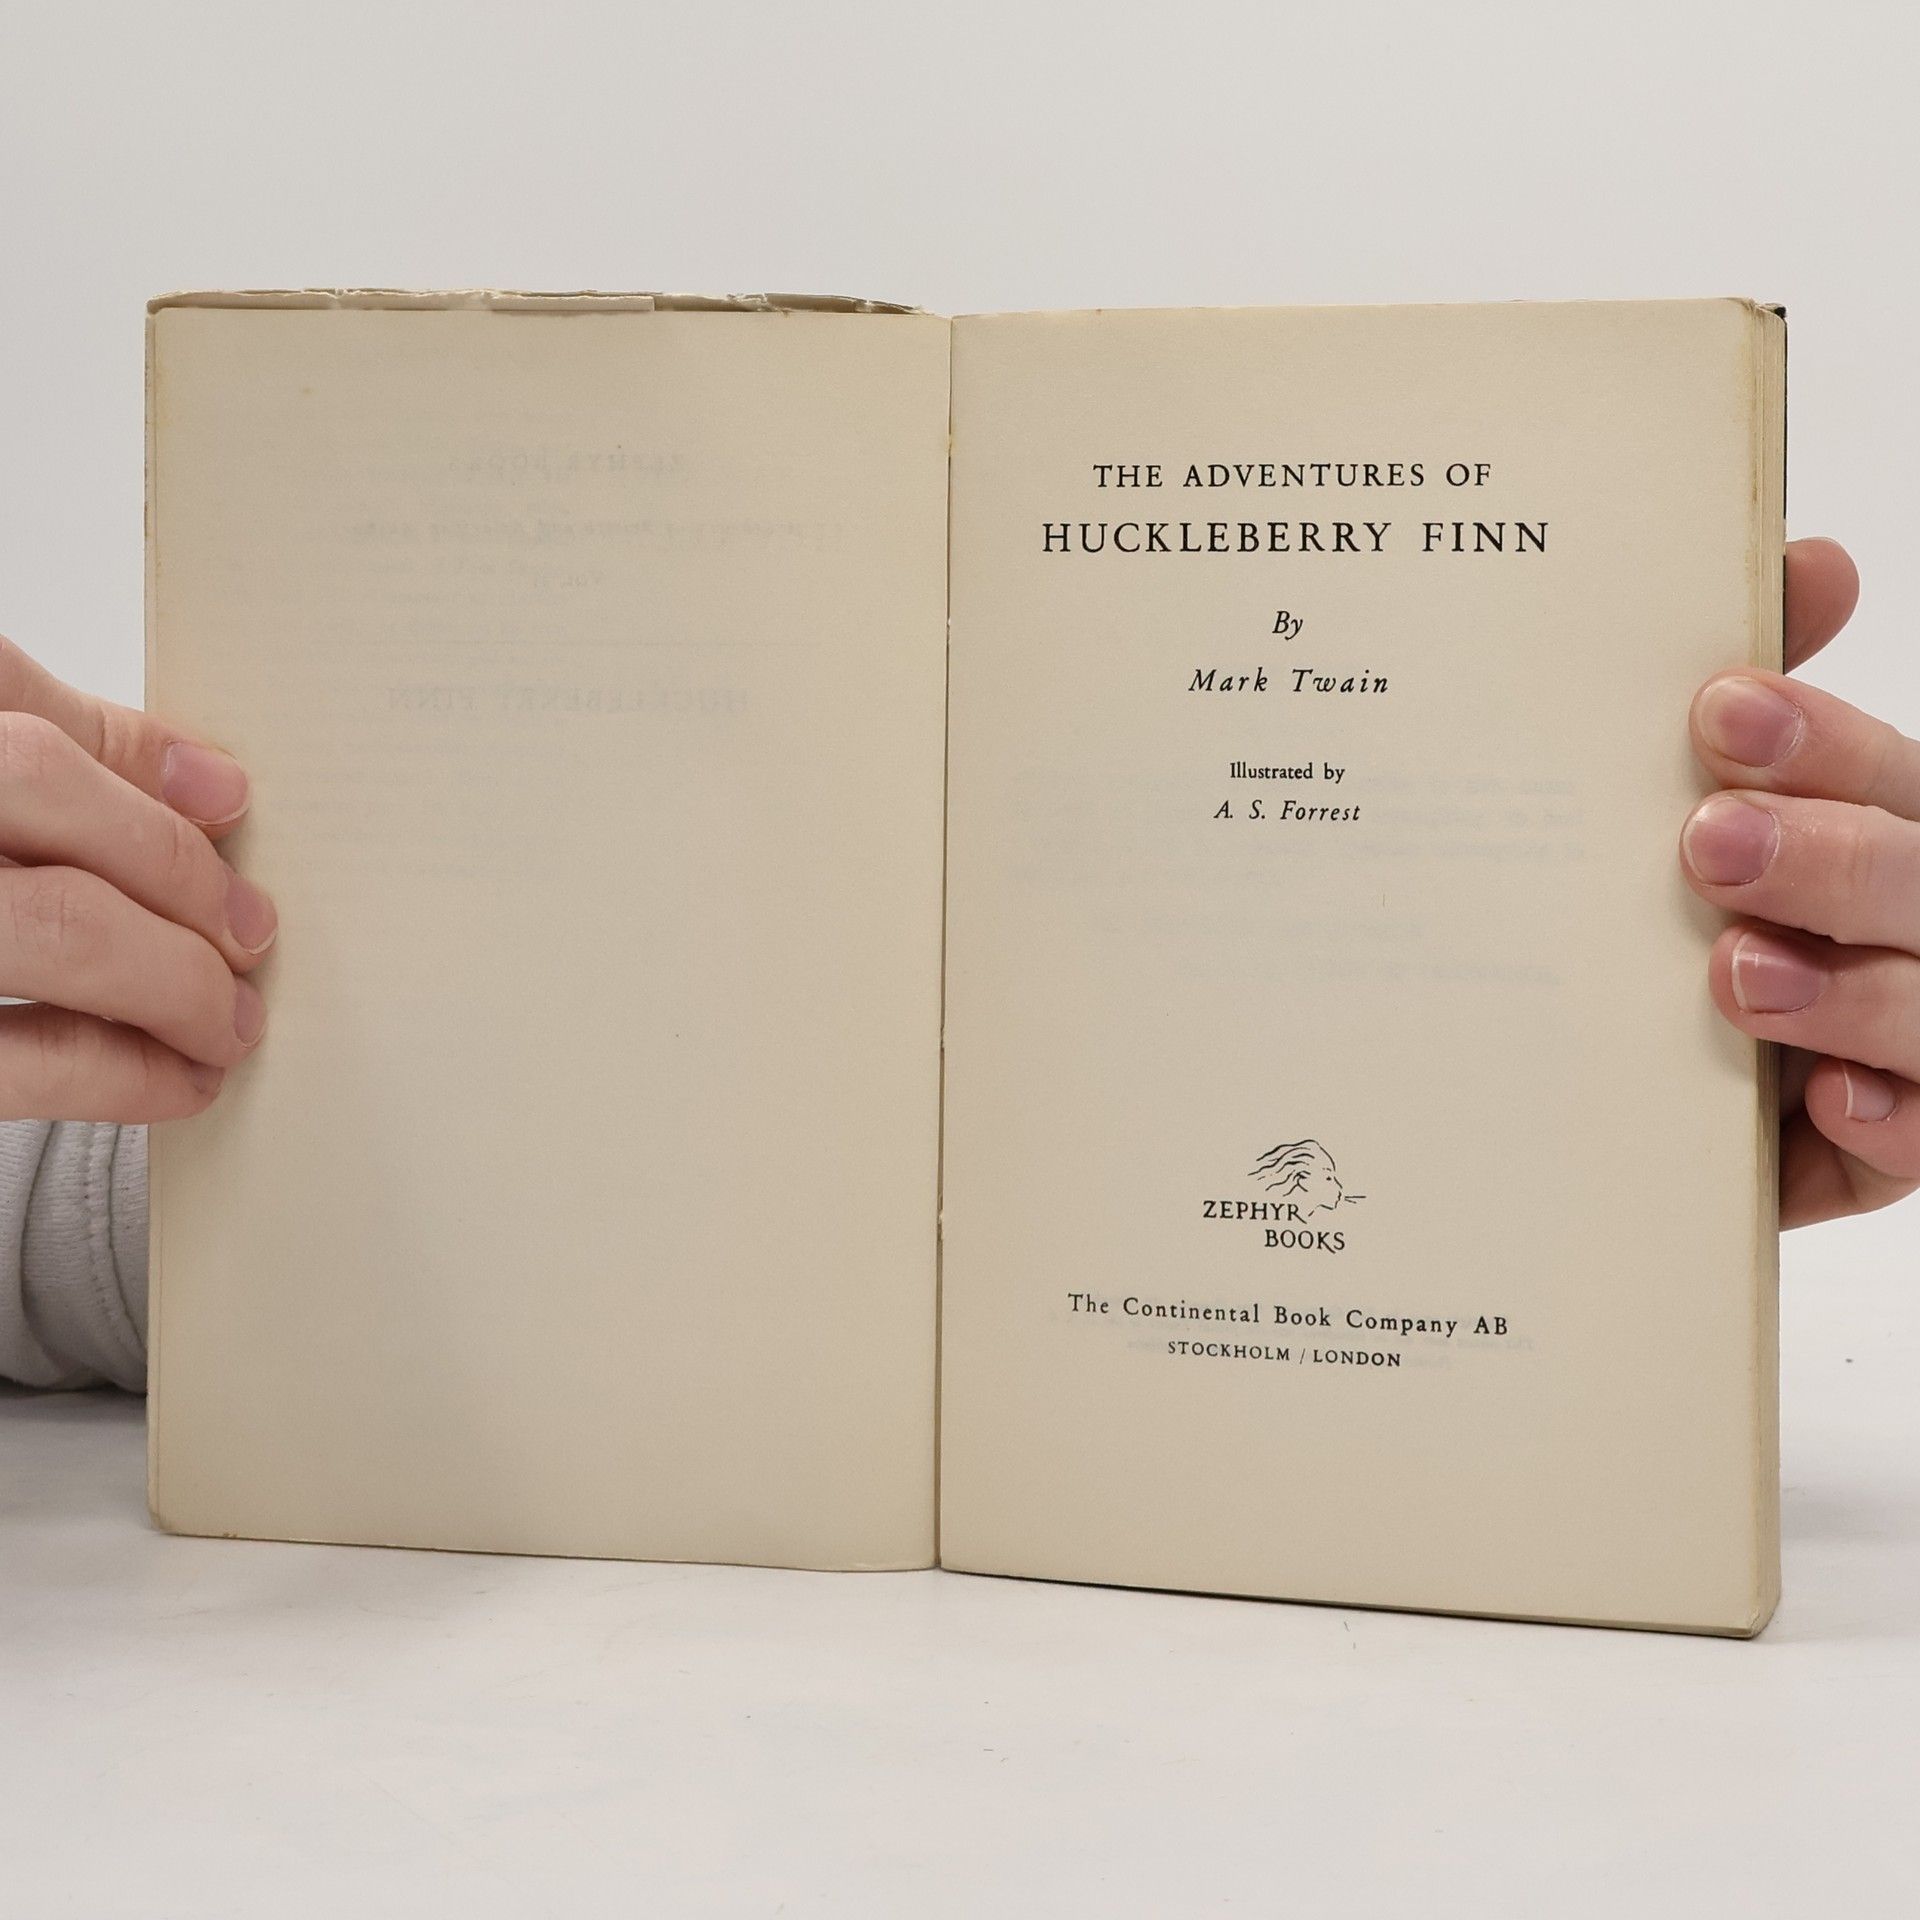 THE ADVENTURES OF
HUCKLEBERRY FINN
By
Mark Twain
Illustrated by
A. S. Forrest
ZEPHYR
BOOKS
The Continental Book Company AB
STOCKHOLM / LONDON